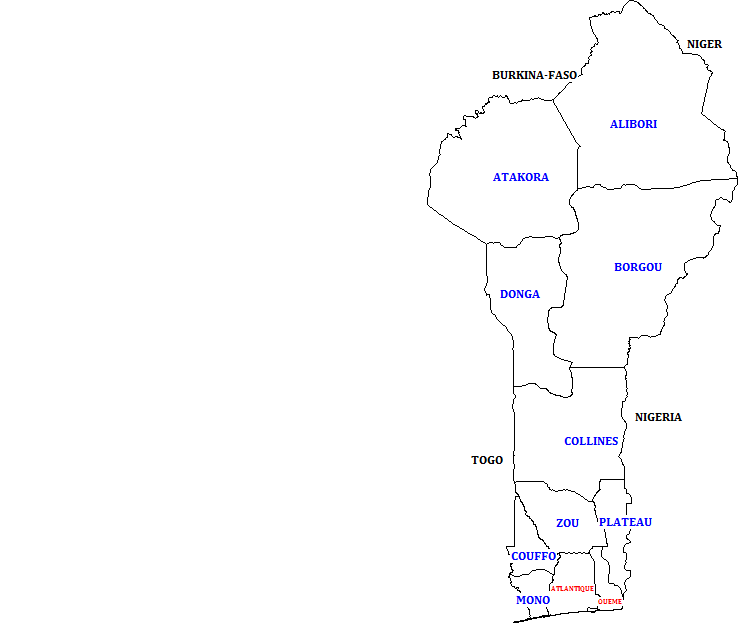 NIGER
BURKINA-FASO
ALIBORI
ATAKORA
BORGOU
DONGA
NIGERIA
COLLINES
TOGO
ZOU
PLATEAU
COUFFO
ATLANTIQUE
MONO
OUEME